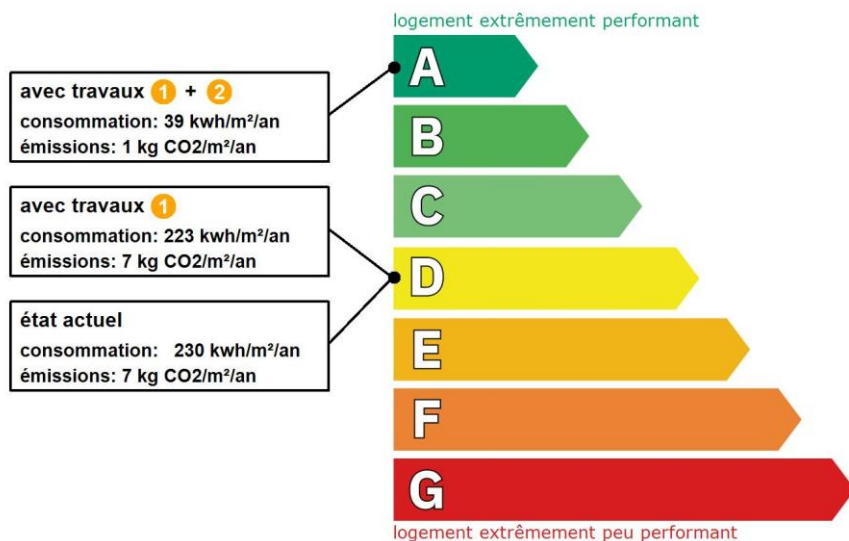 logement extrêmement performant
A
avec travaux 1 + 2
consommation: 39 kwh/m²/an
émissions: 1 kg CO2/m²/an
B
avec travaux 1
consommation: 223 kwh/m²/an
émissions: 7 kg CO2/m²/an
C
D
état actuel
consommation: 230 kwh/m²/an
émissions: 7 kg CO2/m²/an
E
F
G
logement extrêmement peu performant